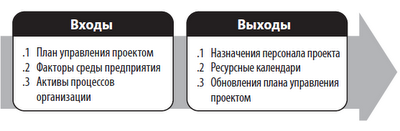 Входы
.1 План управления проектом
.2 Факторы среды предприятия
.3 Активы процессов
организации
Выходы
.1 Назначения персонала проекта
.2 Ресурсные календари
.3 Обновления плана управления
проектом